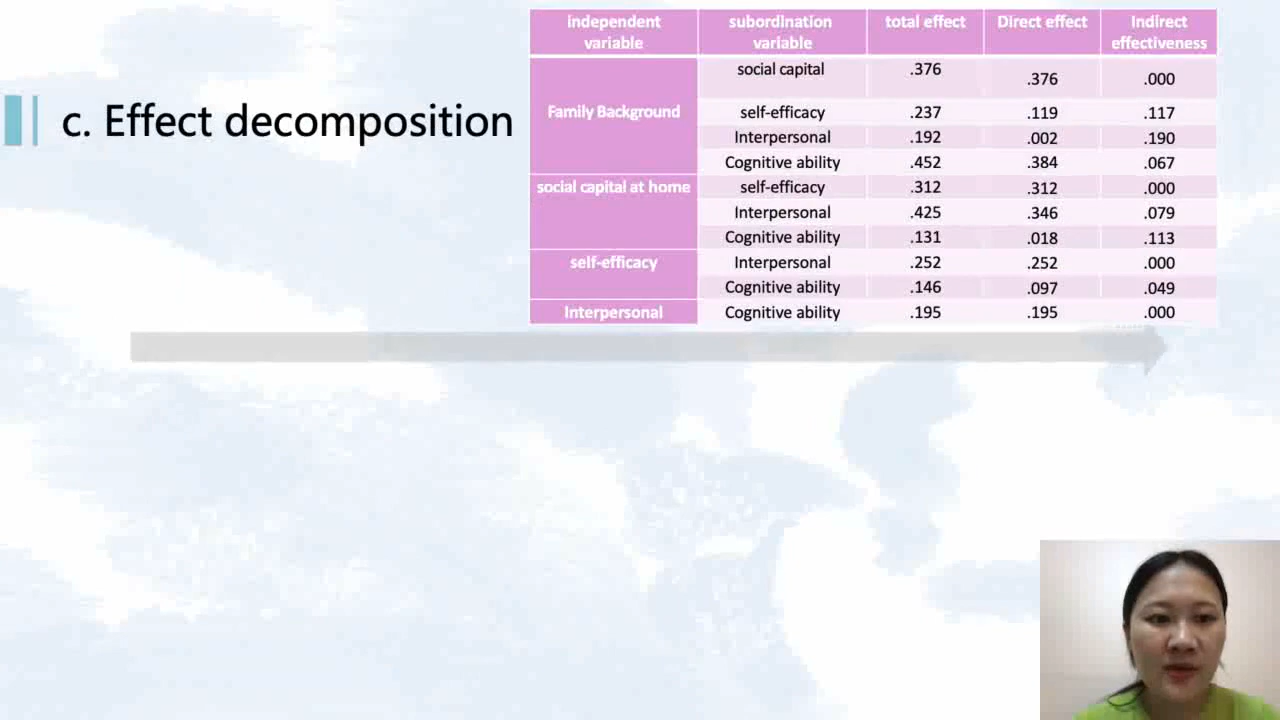 c. Effect decomposition
independent variable subordination variable total effect Direct effect Indirect effectiveness
Family Background social capital .376 .376 .000
self-efficacy .237 .119 .117
Interpersonal .192 .002 .190
Cognitive ability .452 .384 .067
social capital at home self-efficacy .312 .312 .000
Interpersonal .425 .346 .079
Cognitive ability .131 .018 .113
self-efficacy Interpersonal .252 .252 .000
Cognitive ability .146 .097 .049
Interpersonal Cognitive ability .195 .195 .000